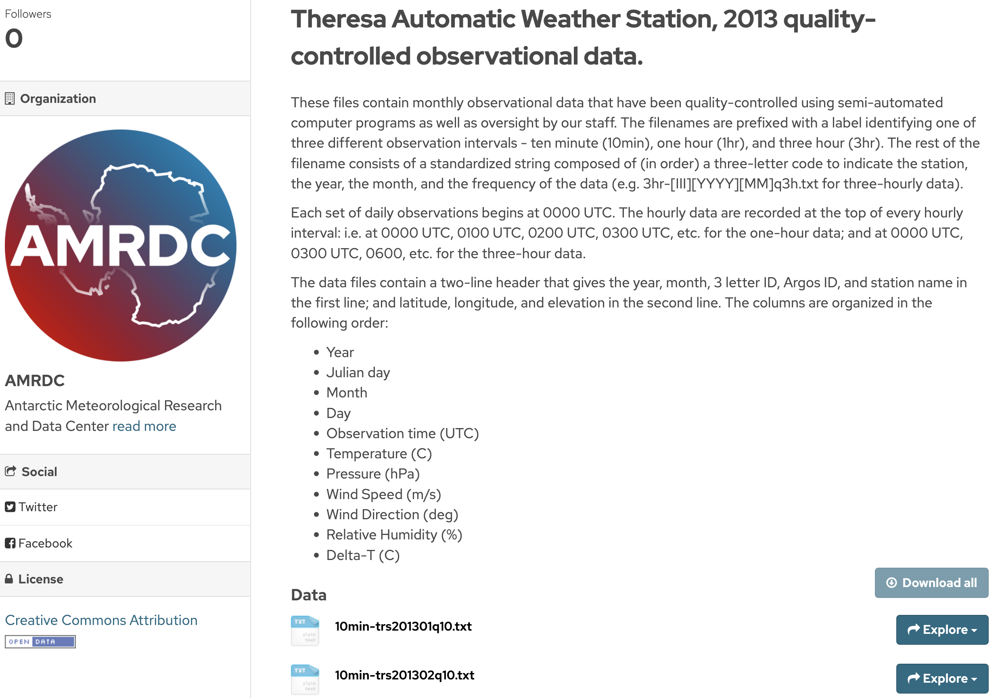 Followers
0
Organization
AMRDC
AMRDC
Antarctic Meteorological Research
and Data Center read more
Social
Twitter
Facebook
License
Creative Commons Attribution
OPEN DATA
Theresa Automatic Weather Station, 2013 quality-
controlled observational data.
These files contain monthly observational data that have been quality-controlled using semi-automated
computer programs as well as oversight by our staff. The filenames are prefixed with a label identifying one of
three different observation intervals - ten minute (10min), one hour (1hr), and three hour (3hr). The rest of the
filename consists of a standardized string composed of (in order) a three-letter code to indicate the station,
the year, the month, and the frequency of the data (e.g. 3hr-[III][YYYY][MM]q3h.txt for three-hourly data).
Each set of daily observations begins at 0000 UTC. The hourly data are recorded at the top of every hourly
interval: i.e. at 0000 UTC, 0100 UTC, 0200 UTC, 0300 UTC, etc. for the one-hour data; and at 0000 UTC,
0300 UTC, 0600, etc. for the three-hour data.
The data files contain a two-line header that gives the year, month, 3 letter ID, Argos ID, and station name in
the first line; and latitude, longitude, and elevation in the second line. The columns are organized in the
following order:
• Year
• Julian day
• Month
• Day
• Observation time (UTC)
• Temperature (C)
• Pressure (hPa)
• Wind Speed (m/s)
• Wind Direction (deg)
• Relative Humidity (%)
• Delta-T (C)
Download all
Data
TXT
plain
text
10min-trs201301q10.txt
Explore
TXT
plain
text
10min-trs201302q10.txt
Explore